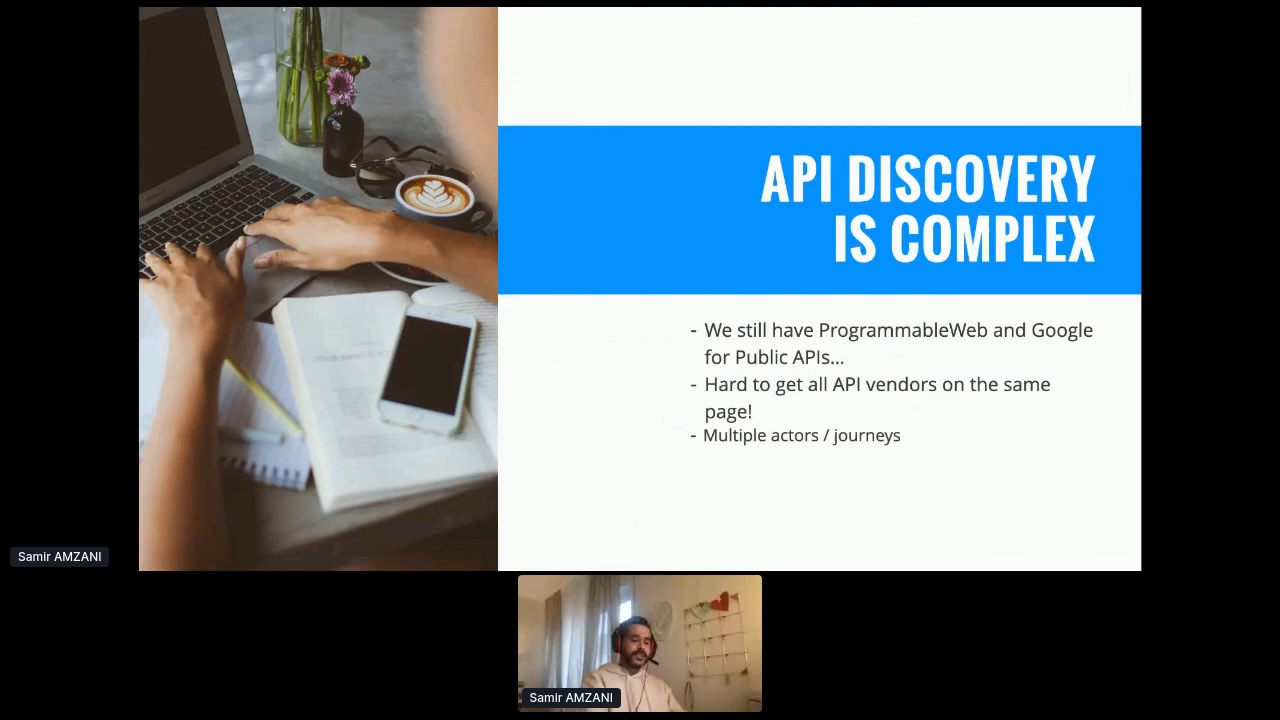 API DISCOVERY
IS COMPLEX
- We still have ProgrammableWeb and Google
for Public APIs...
- Hard to get all API vendors on the same
page!
- Multiple actors / journeys
Samir AMZANI
Samir AMZANI